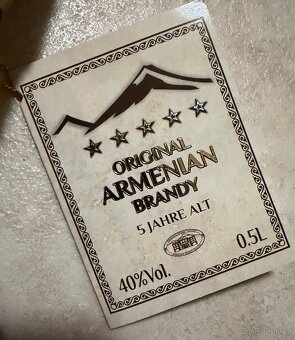 ORIGINAL
ARMENIAN
BRANDY
5 JAHRE ALT
40%Vol. 0.5L